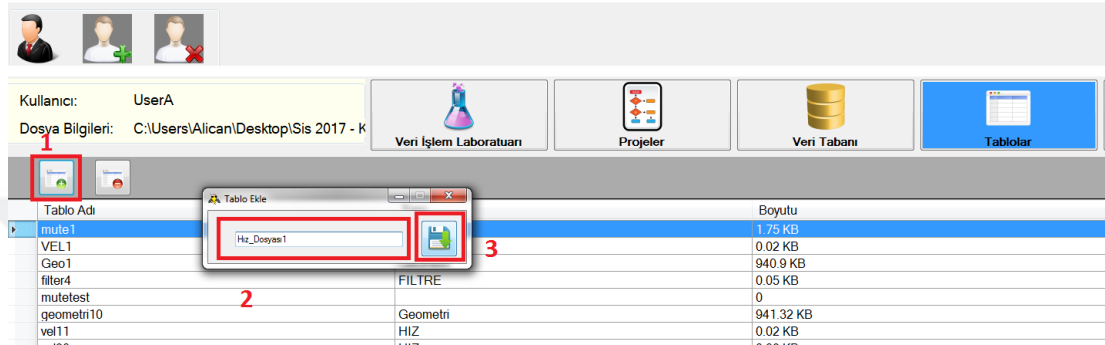 Kullanıcı: UserA
Dosya Bilgileri: C:\Users\Alican\Desktop\Sis 2017 - K
Veri İşlem Laboratuarı Projeler Veri Tabanı Tablolar
1
Tablo Ekle
Tablo Adı Boyutu
mute1 1.75 KB
Hız_Dosyası1
3
VEL1 0.02 KB
Geo1 940.9 KB
filter4 FILTRE 0.05 KB
mutetest 0
2
geometri10 Geometri 941.32 KB
vel11 HIZ 0.02 KB